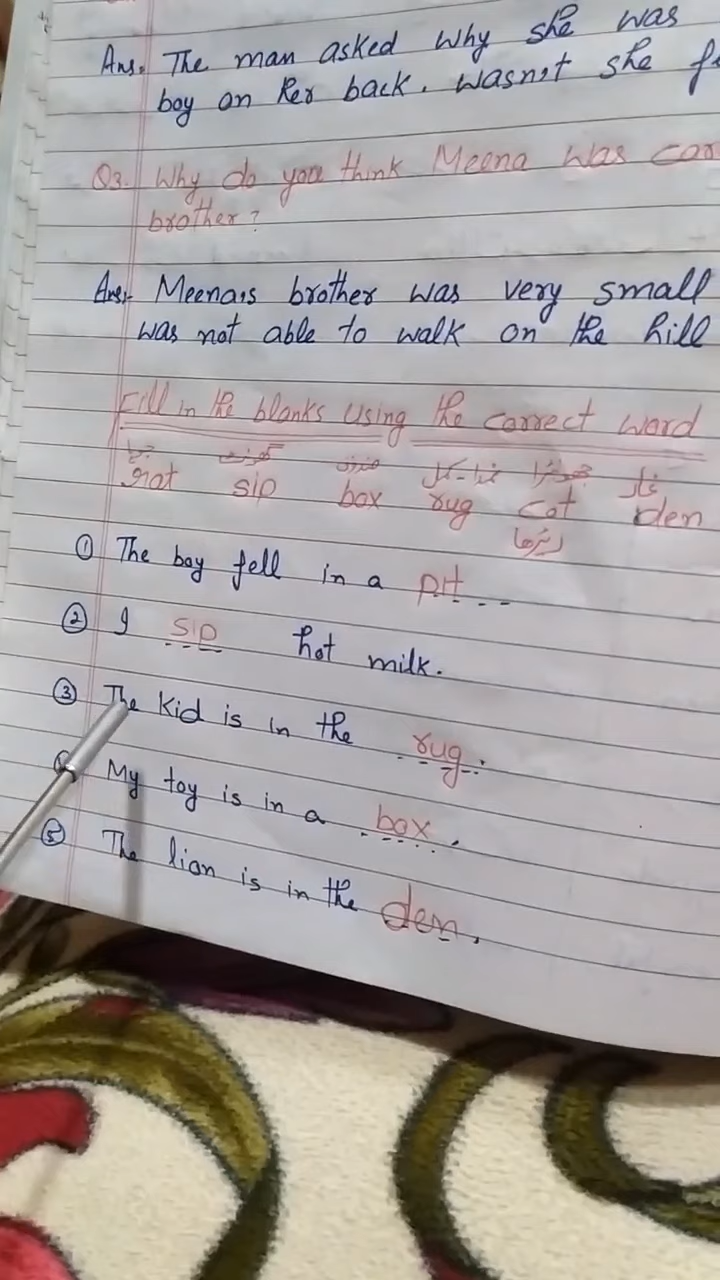 Ans. The man asked why she was
boy on her back. wasn't she
Q3. Why do you think Meena was
brother?
Ans:- Meena's brother was very small
was not able to walk on the hill
Fill in the blanks using the correct word
rat sip box rug cot den
① The boy fell in a pit.
② I sip hot milk.
③ The kid is in the rug.
My toy is in a box.
⑤ The lion is in the den.